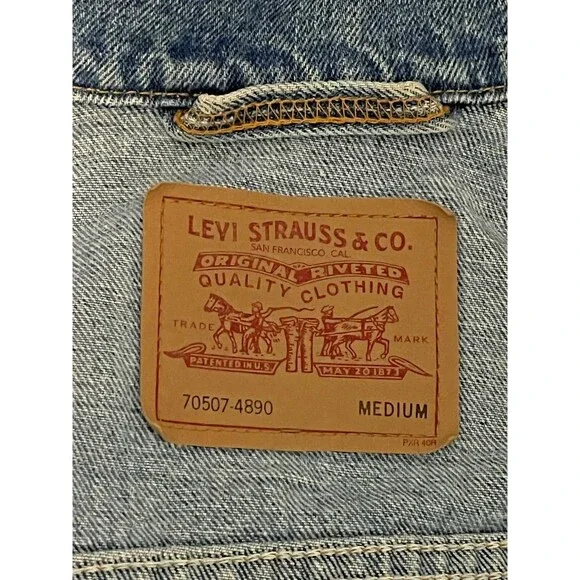 LEVI STRAUSS & CO.
SAN FRANCISCO, CAL.
ORIGINAL RIVETED
QUALITY CLOTHING
TRADE MARK
PATENTED IN U.S. MAY 20 1873
70507-4890 MEDIUM